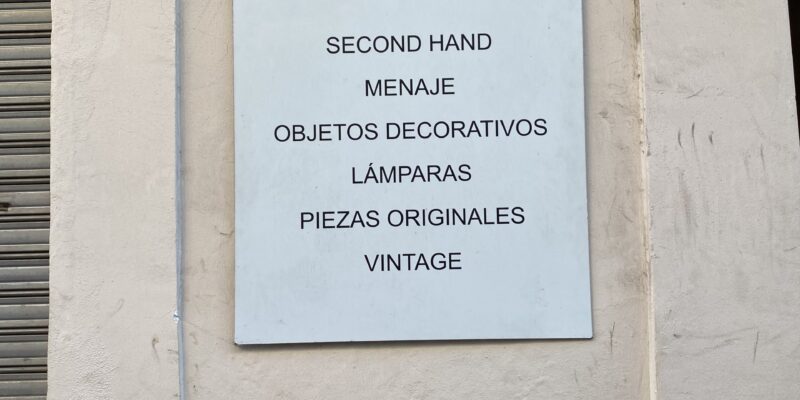 SECOND HAND
MENAJE
OBJETOS DECORATIVOS
LÁMPARAS
PIEZAS ORIGINALES
VINTAGE